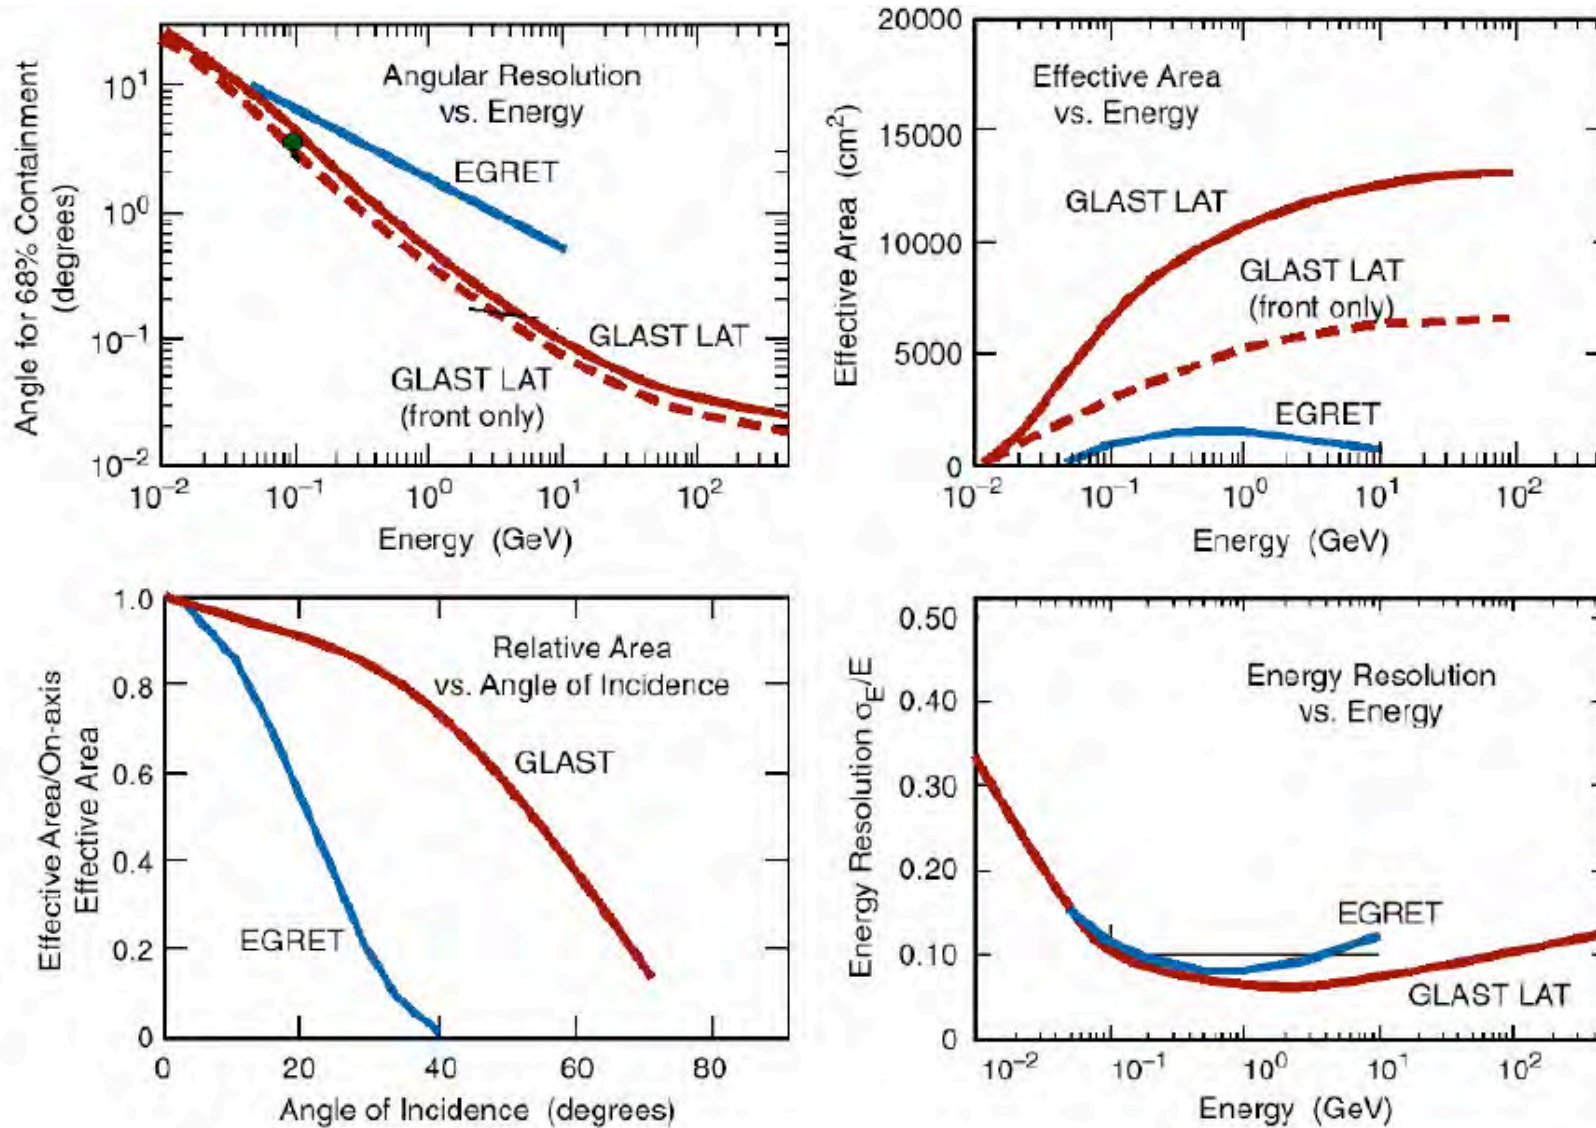 Angular Resolution
vs. Energy
EGRET
GLAST LAT
GLAST LAT
(front only)
Angle for 68% Containment
(degrees)
10¹
10⁰
10⁻¹
10⁻²
10⁻² 10⁻¹ 10⁰ 10¹ 10²
Energy (GeV)
Effective Area
vs. Energy
GLAST LAT
GLAST LAT
(front only)
EGRET
Effective Area (cm²)
20000
15000
10000
5000
0
10⁻² 10⁻¹ 10⁰ 10¹ 10²
Energy (GeV)
Relative Area
vs. Angle of Incidence
GLAST
EGRET
Effective Area/On-axis
Effective Area
1.0
0.8
0.6
0.4
0.2
0
0 20 40 60 80
Angle of Incidence (degrees)
Energy Resolution
vs. Energy
EGRET
GLAST LAT
Energy Resolution σE/E
0.50
0.40
0.30
0.20
0.10
0
10⁻² 10⁻¹ 10⁰ 10¹ 10²
Energy (GeV)